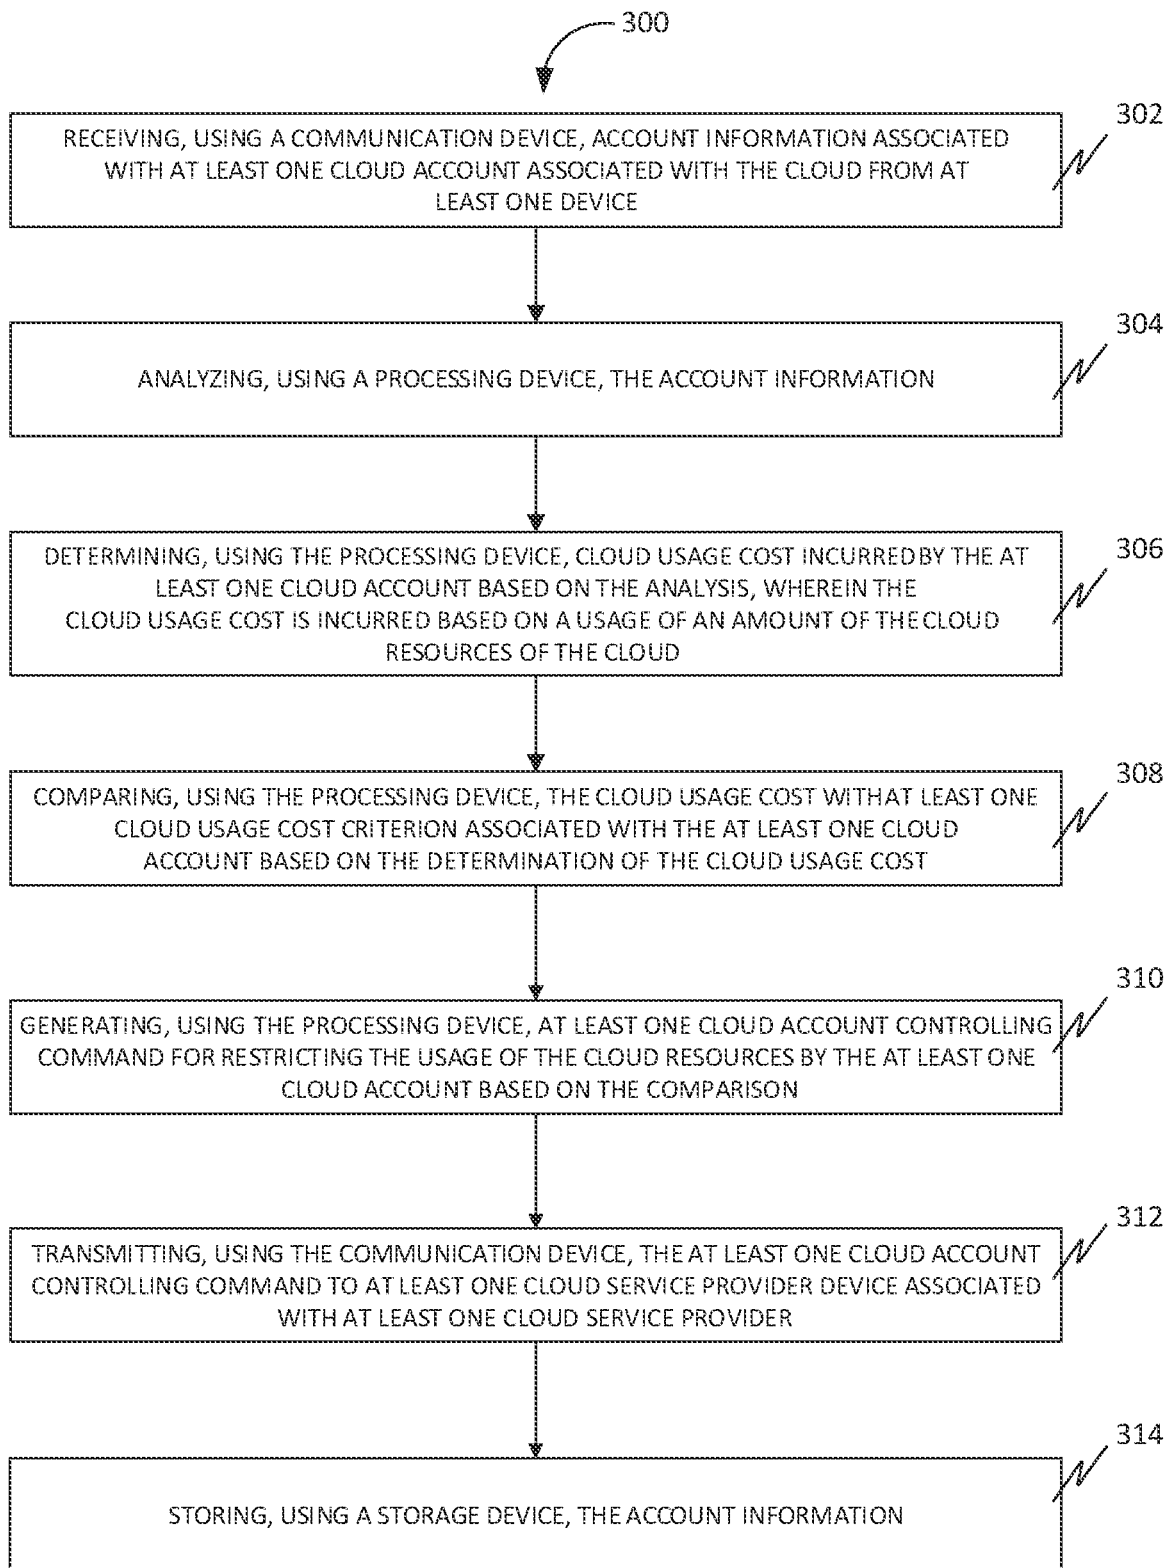 300
302
RECEIVING, USING A COMMUNICATION DEVICE, ACCOUNT INFORMATION ASSOCIATED
WITH AT LEAST ONE CLOUD ACCOUNT ASSOCIATED WITH THE CLOUD FROM AT
LEAST ONE DEVICE
304
ANALYZING, USING A PROCESSING DEVICE, THE ACCOUNT INFORMATION
306
DETERMINING, USING THE PROCESSING DEVICE, CLOUD USAGE COST INCURRED BY THE AT
LEAST ONE CLOUD ACCOUNT BASED ON THE ANALYSIS, WHEREIN THE
CLOUD USAGE COST IS INCURRED BASED ON A USAGE OF AN AMOUNT OF THE CLOUD
RESOURCES OF THE CLOUD
308
COMPARING, USING THE PROCESSING DEVICE, THE CLOUD USAGE COST WITH AT LEAST ONE
CLOUD USAGE COST CRITERION ASSOCIATED WITH THE AT LEAST ONE CLOUD
ACCOUNT BASED ON THE DETERMINATION OF THE CLOUD USAGE COST
310
GENERATING, USING THE PROCESSING DEVICE, AT LEAST ONE CLOUD ACCOUNT CONTROLLING
COMMAND FOR RESTRICTING THE USAGE OF THE CLOUD RESOURCES BY THE AT LEAST ONE
CLOUD ACCOUNT BASED ON THE COMPARISON
312
TRANSMITTING, USING THE COMMUNICATION DEVICE, THE AT LEAST ONE CLOUD ACCOUNT
CONTROLLING COMMAND TO AT LEAST ONE CLOUD SERVICE PROVIDER DEVICE ASSOCIATED
WITH AT LEAST ONE CLOUD SERVICE PROVIDER
314
STORING, USING A STORAGE DEVICE, THE ACCOUNT INFORMATION